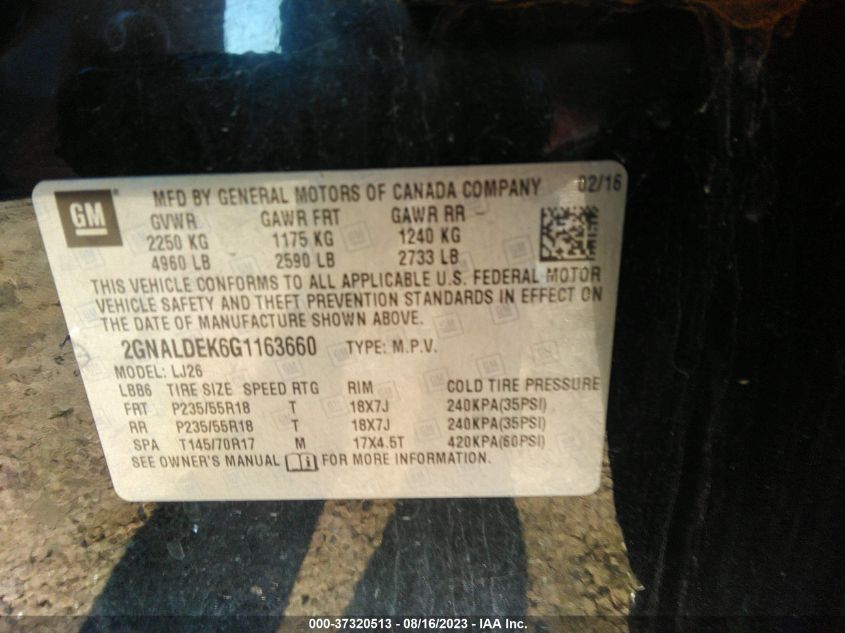 GM
MFD BY GENERAL MOTORS OF CANADA COMPANY 02/16
GVWR GAWR FRT GAWR RR
2250 KG 1175 KG 1240 KG
4960 LB 2590 LB 2733 LB
THIS VEHICLE CONFORMS TO ALL APPLICABLE U.S. FEDERAL MOTOR
VEHICLE SAFETY AND THEFT PREVENTION STANDARDS IN EFFECT ON
THE DATE OF MANUFACTURE SHOWN ABOVE.
2GNALDEK6G1163660 TYPE: M.P.V.
MODEL: LJ26
LBB6 TIRE SIZE SPEED RTG RIM COLD TIRE PRESSURE
FRT P235/55R18 T 18X7J 240KPA(35PSI)
RR P235/55R18 T 18X7J 240KPA(35PSI)
SPA T145/70R17 M 17X4.5T 420KPA(60PSI)
SEE OWNER'S MANUAL FOR MORE INFORMATION.
000-37320513 - 08/16/2023 - IAA Inc.